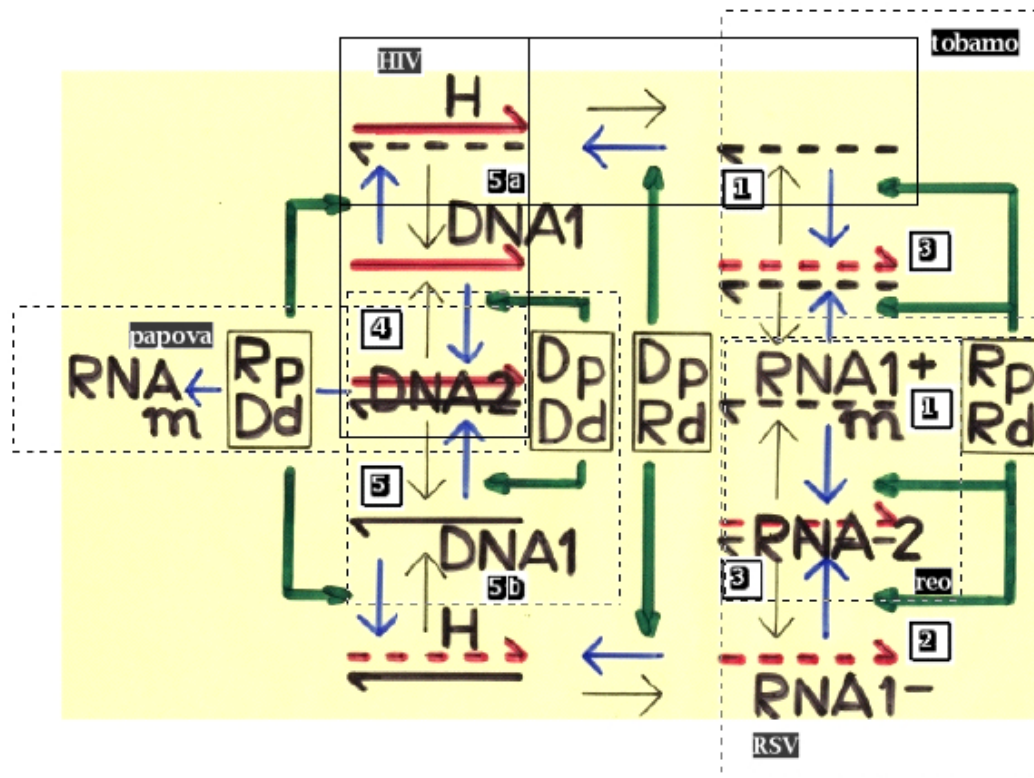 tobamo
HIV
H
5a
1
DNA1
3
4
papova
RNA
m
Rp
Dd
DNA2
Dp
Dd
Dp
Rd
RNA1+
m
1
Rp
Rd
5
DNA1
RNA-2
5b
3
reo
H
2
RNA1-
RSV